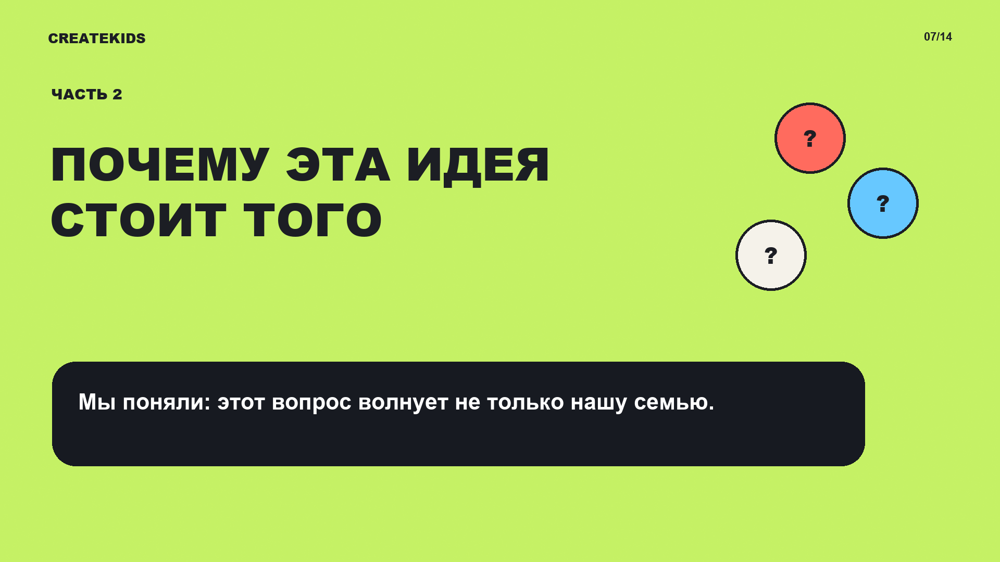 CREATEKIDS
07/14
ЧАСТЬ 2
ПОЧЕМУ ЭТА ИДЕЯ
СТОИТ ТОГО
?
?
?
Мы поняли: этот вопрос волнует не только нашу семью.